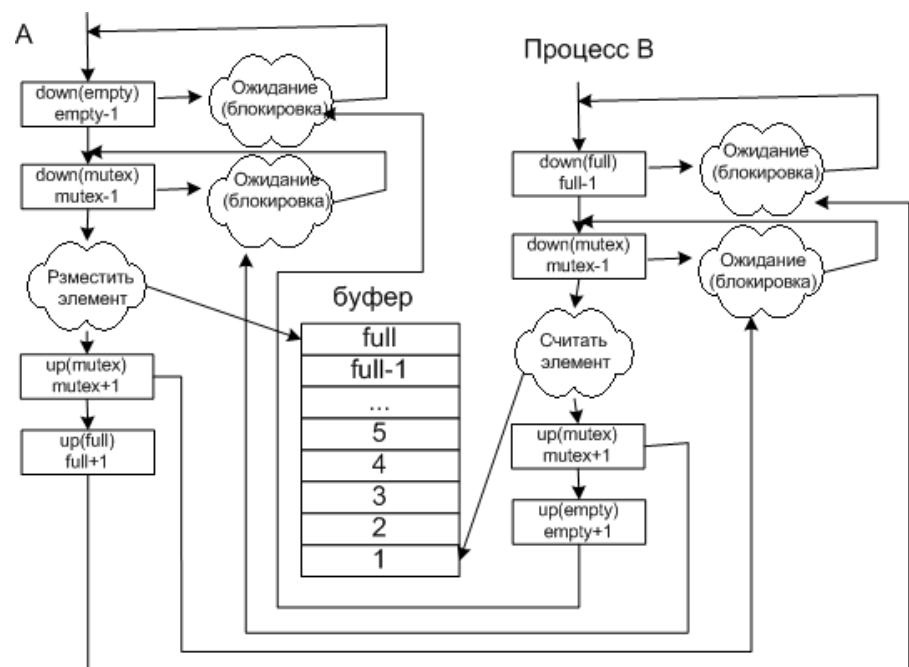 А
down(empty)
empty-1
Ожидание
(блокировка)
down(mutex)
mutex-1
Ожидание
(блокировка)
Рзместить
элемент
up(mutex)
mutex+1
up(full)
full+1
буфер
full
full-1
...
5
4
3
2
1
Процесс В
down(full)
full-1
Ожидание
(блокировка)
down(mutex)
mutex-1
Ожидание
(блокировка)
Считать
элемент
up(mutex)
mutex+1
up(empty)
empty+1